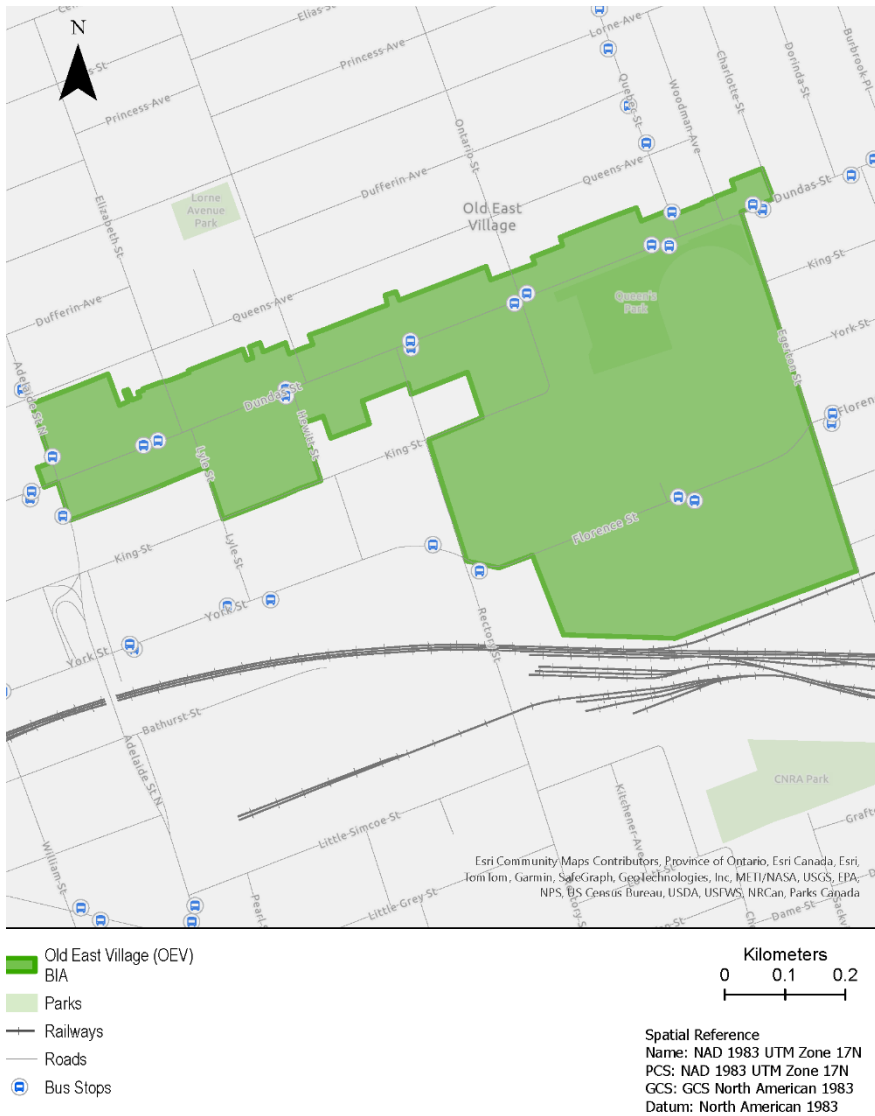 N
Elias St
Lorne Ave
Princess Ave
Princess Ave
Quebec St
Woodman Ave
Charlotte St
Dorinda St
Burbrook Pl
Ontario St
Dufferin Ave
Queens Ave
Elizabeth St
Lorne
Avenue
Park
Old East
Village
Dundas St
King St
Dufferin Ave
Queens Ave
Queen's
Park
York St
Egerton St
Adelaide St N
Dundas St
Hewitt St
Lyle St
King St
Florence St
King St
Lyle St
York St
Rectory St
York St
Bathurst St
Adelaide St N
CNRA Park
Kitchener Ave
Little Simcoe St
William St
Little Grey St
Dame St
Esri Community Maps Contributors, Province of Ontario, Esri Canada, Esri,
TomTom, Garmin, SafeGraph, GeoTechnologies, Inc, METI/NASA, USGS, EPA,
NPS, US Census Bureau, USDA, USFWS, NRCan, Parks Canada
Old East Village (OEV)
BIA
Parks
Railways
Roads
Bus Stops
Kilometers
0 0.1 0.2
Spatial Reference
Name: NAD 1983 UTM Zone 17N
PCS: NAD 1983 UTM Zone 17N
GCS: GCS North American 1983
Datum: North American 1983